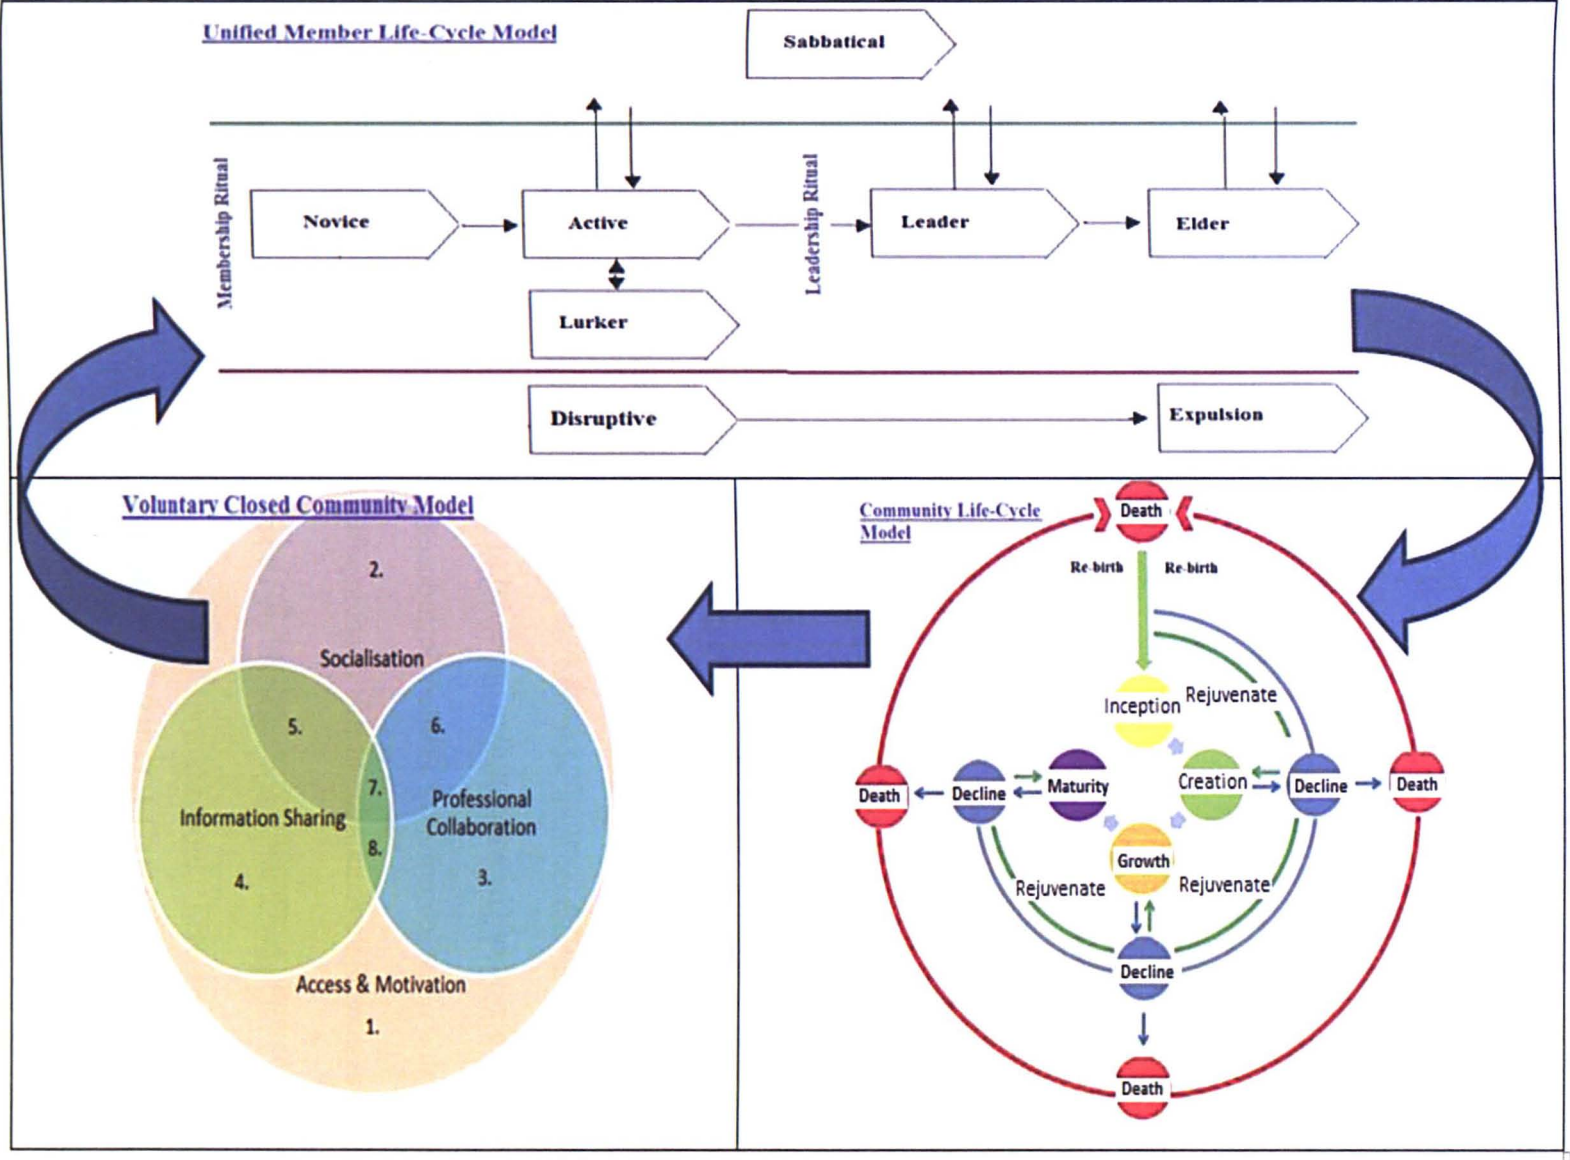 Unified Member Life-Cycle Model
Sabbatical
Membership Ritual
Novice
Active
Leadership Ritual
Leader
Elder
Lurker
Disruptive
Expulsion
Voluntary Closed Community Model
2.
Socialisation
5.
6.
7.
Information Sharing
Professional
Collaboration
8.
4.
3.
Access & Motivation
1.
Community Life-Cycle
Model
Death
Re-birth
Re-birth
Inception
Rejuvenate
Death
Decline
Maturity
Creation
Decline
Death
Growth
Rejuvenate
Rejuvenate
Decline
Death